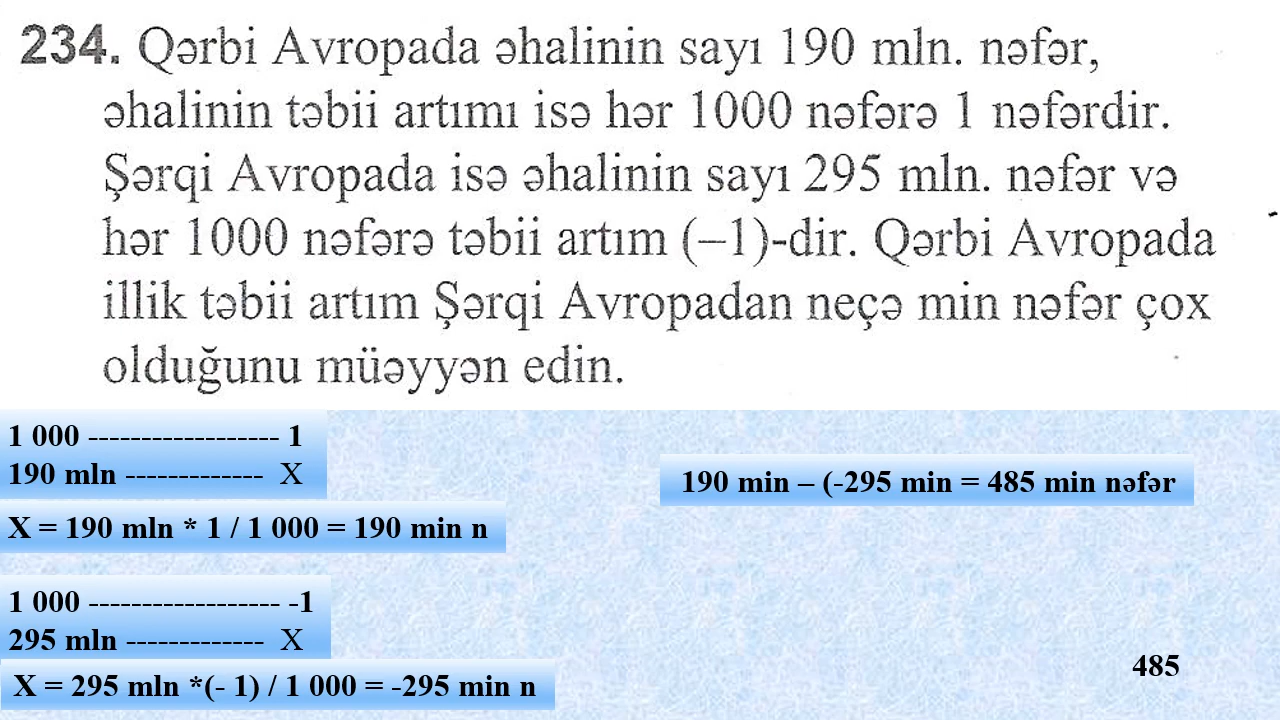 234. Qərbi Avropada əhalinin sayı 190 mln. nəfər,
əhalinin təbii artımı isə hər 1000 nəfərə 1 nəfərdir.
Şərqi Avropada isə əhalinin sayı 295 mln. nəfər və
hər 1000 nəfərə təbii artım (–1)-dir. Qərbi Avropada
illik təbii artım Şərqi Avropadan neçə min nəfər çox
olduğunu müəyyən edin.
1 000 ------------------ 1
190 mln ------------- X
X = 190 mln * 1 / 1 000 = 190 min n
190 min – (-295 min = 485 min nəfər
1 000 ------------------ -1
295 mln ------------- X
X = 295 mln *(- 1) / 1 000 = -295 min n
485